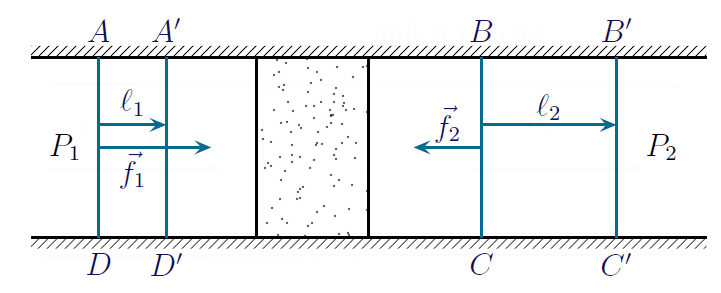 A A′ B B′
ℓ₁ ℓ₂
P₁ f⃗₁ f⃗₂ P₂
D D′ C C′